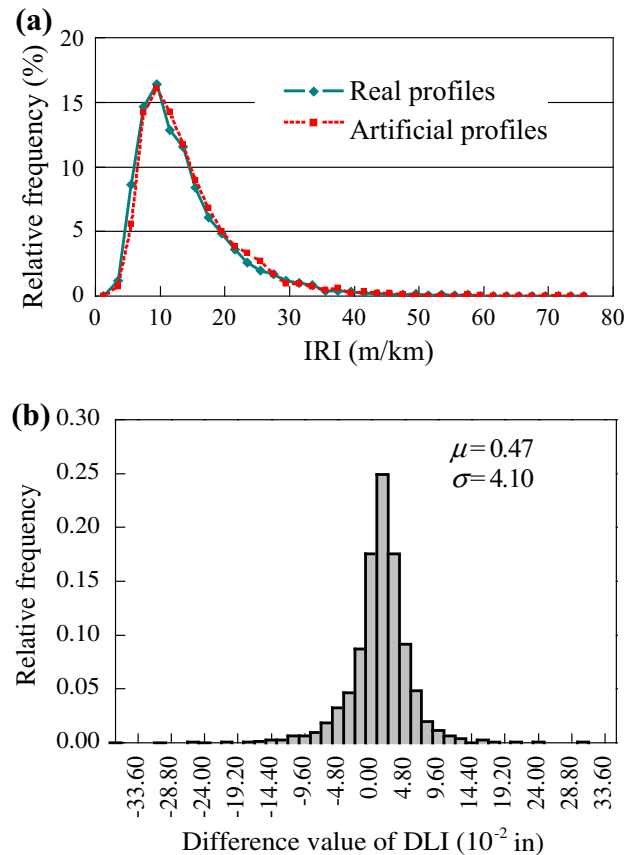 (a)
Relative frequency (%)
20
15
10
5
0
Real profiles
Artificial profiles
0 10 20 30 40 50 60 70 80
IRI (m/km)
(b)
Relative frequency
0.30
0.25
0.20
0.15
0.10
0.05
0.00
μ=0.47
σ=4.10
-33.60
-28.80
-24.00
-19.20
-14.40
-9.60
-4.80
0.00
4.80
9.60
14.40
19.20
24.00
28.80
33.60
Difference value of DLI (10⁻² in)